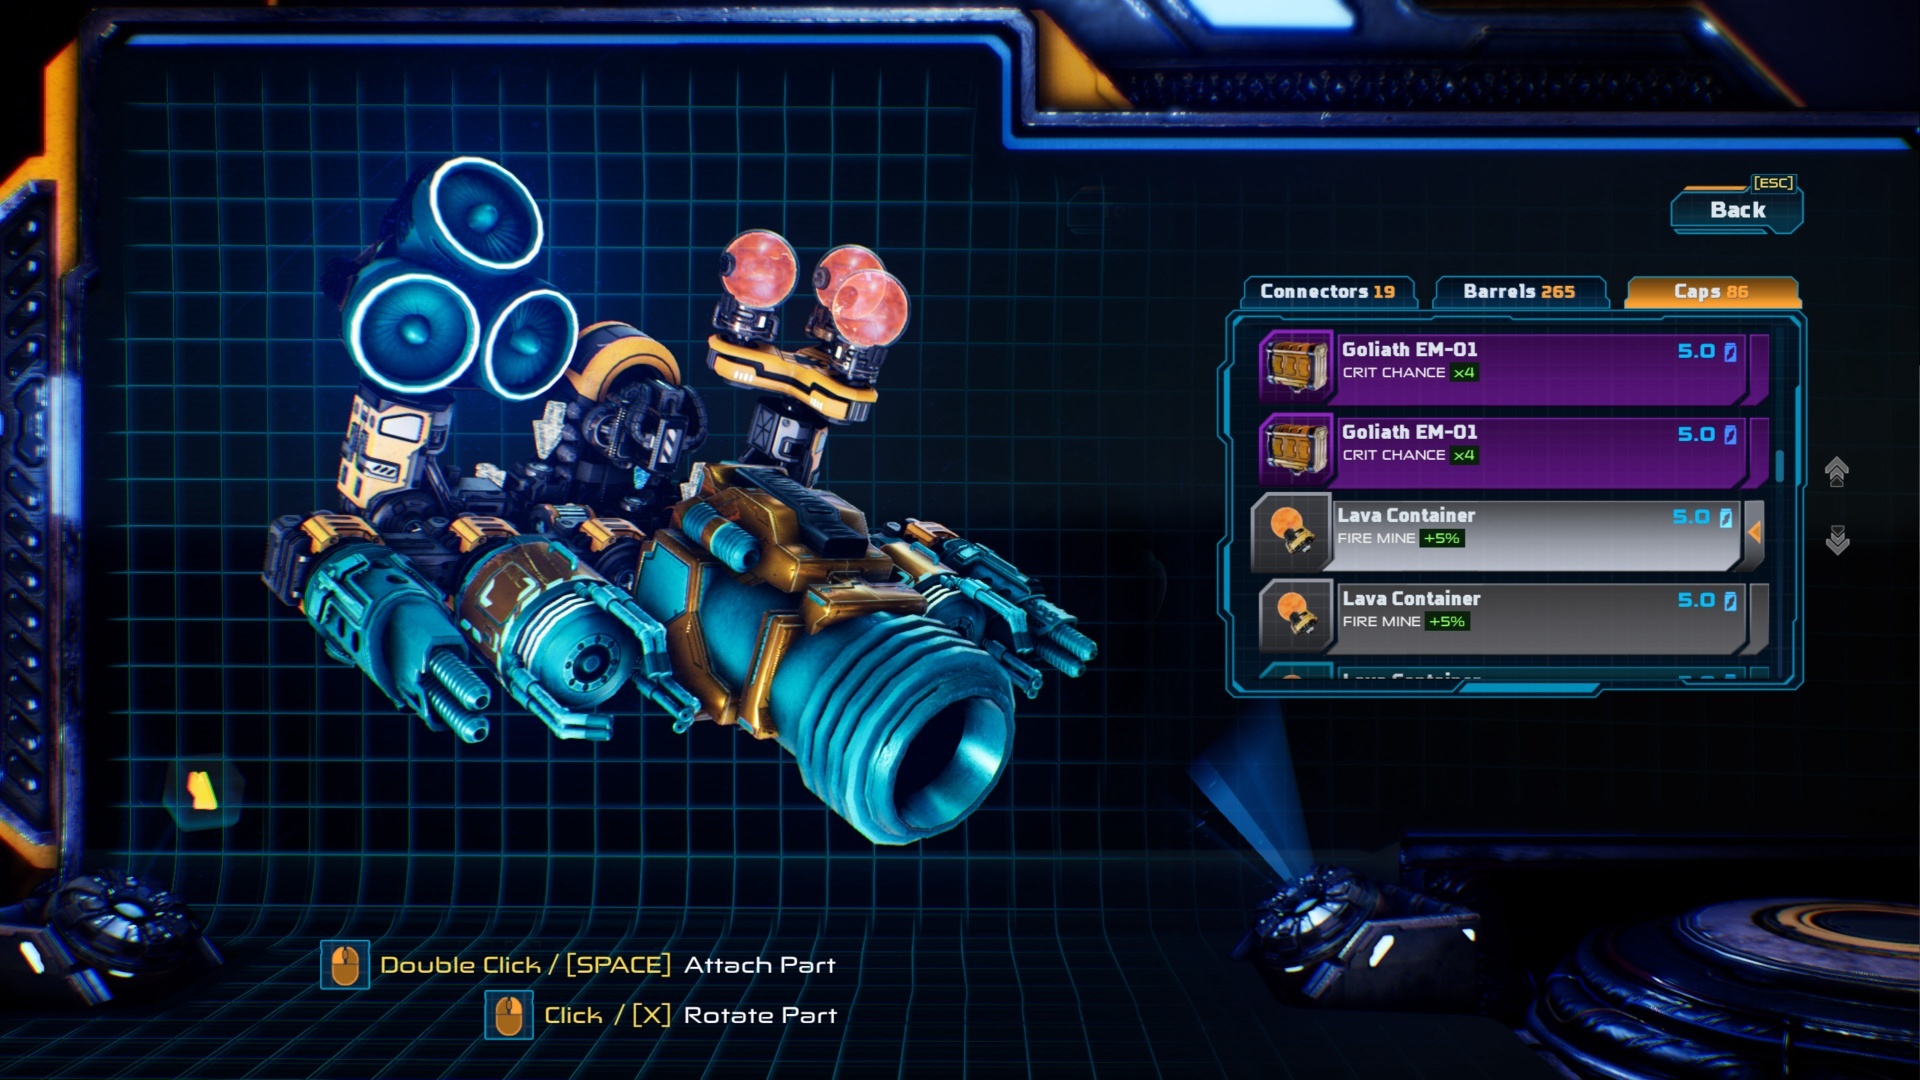 [ESC]
Back
Connectors 19
Barrels 265
Caps 86
Goliath EM-01
5.0
CRIT CHANCE x4
Goliath EM-01
5.0
CRIT CHANCE x4
Lava Container
5.0
FIRE MINE +5%
Lava Container
5.0
FIRE MINE +5%
Double Click / [SPACE] Attach Part
Click / [X] Rotate Part